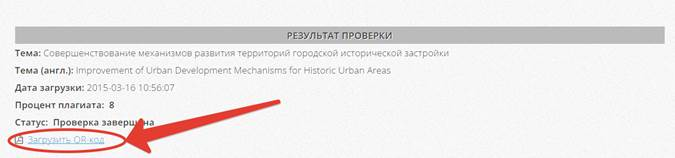 РЕЗУЛЬТАТ ПРОВЕРКИ
Тема: Совершенствование механизмов развития территорий городской исторической застройки
Тема (англ.): Improvement of Urban Development Mechanisms for Historic Urban Areas
Дата загрузки: 2015-03-16 10:56:07
Процент плагиата: 8
Статус: Проверка завершена
Загрузить QR-код